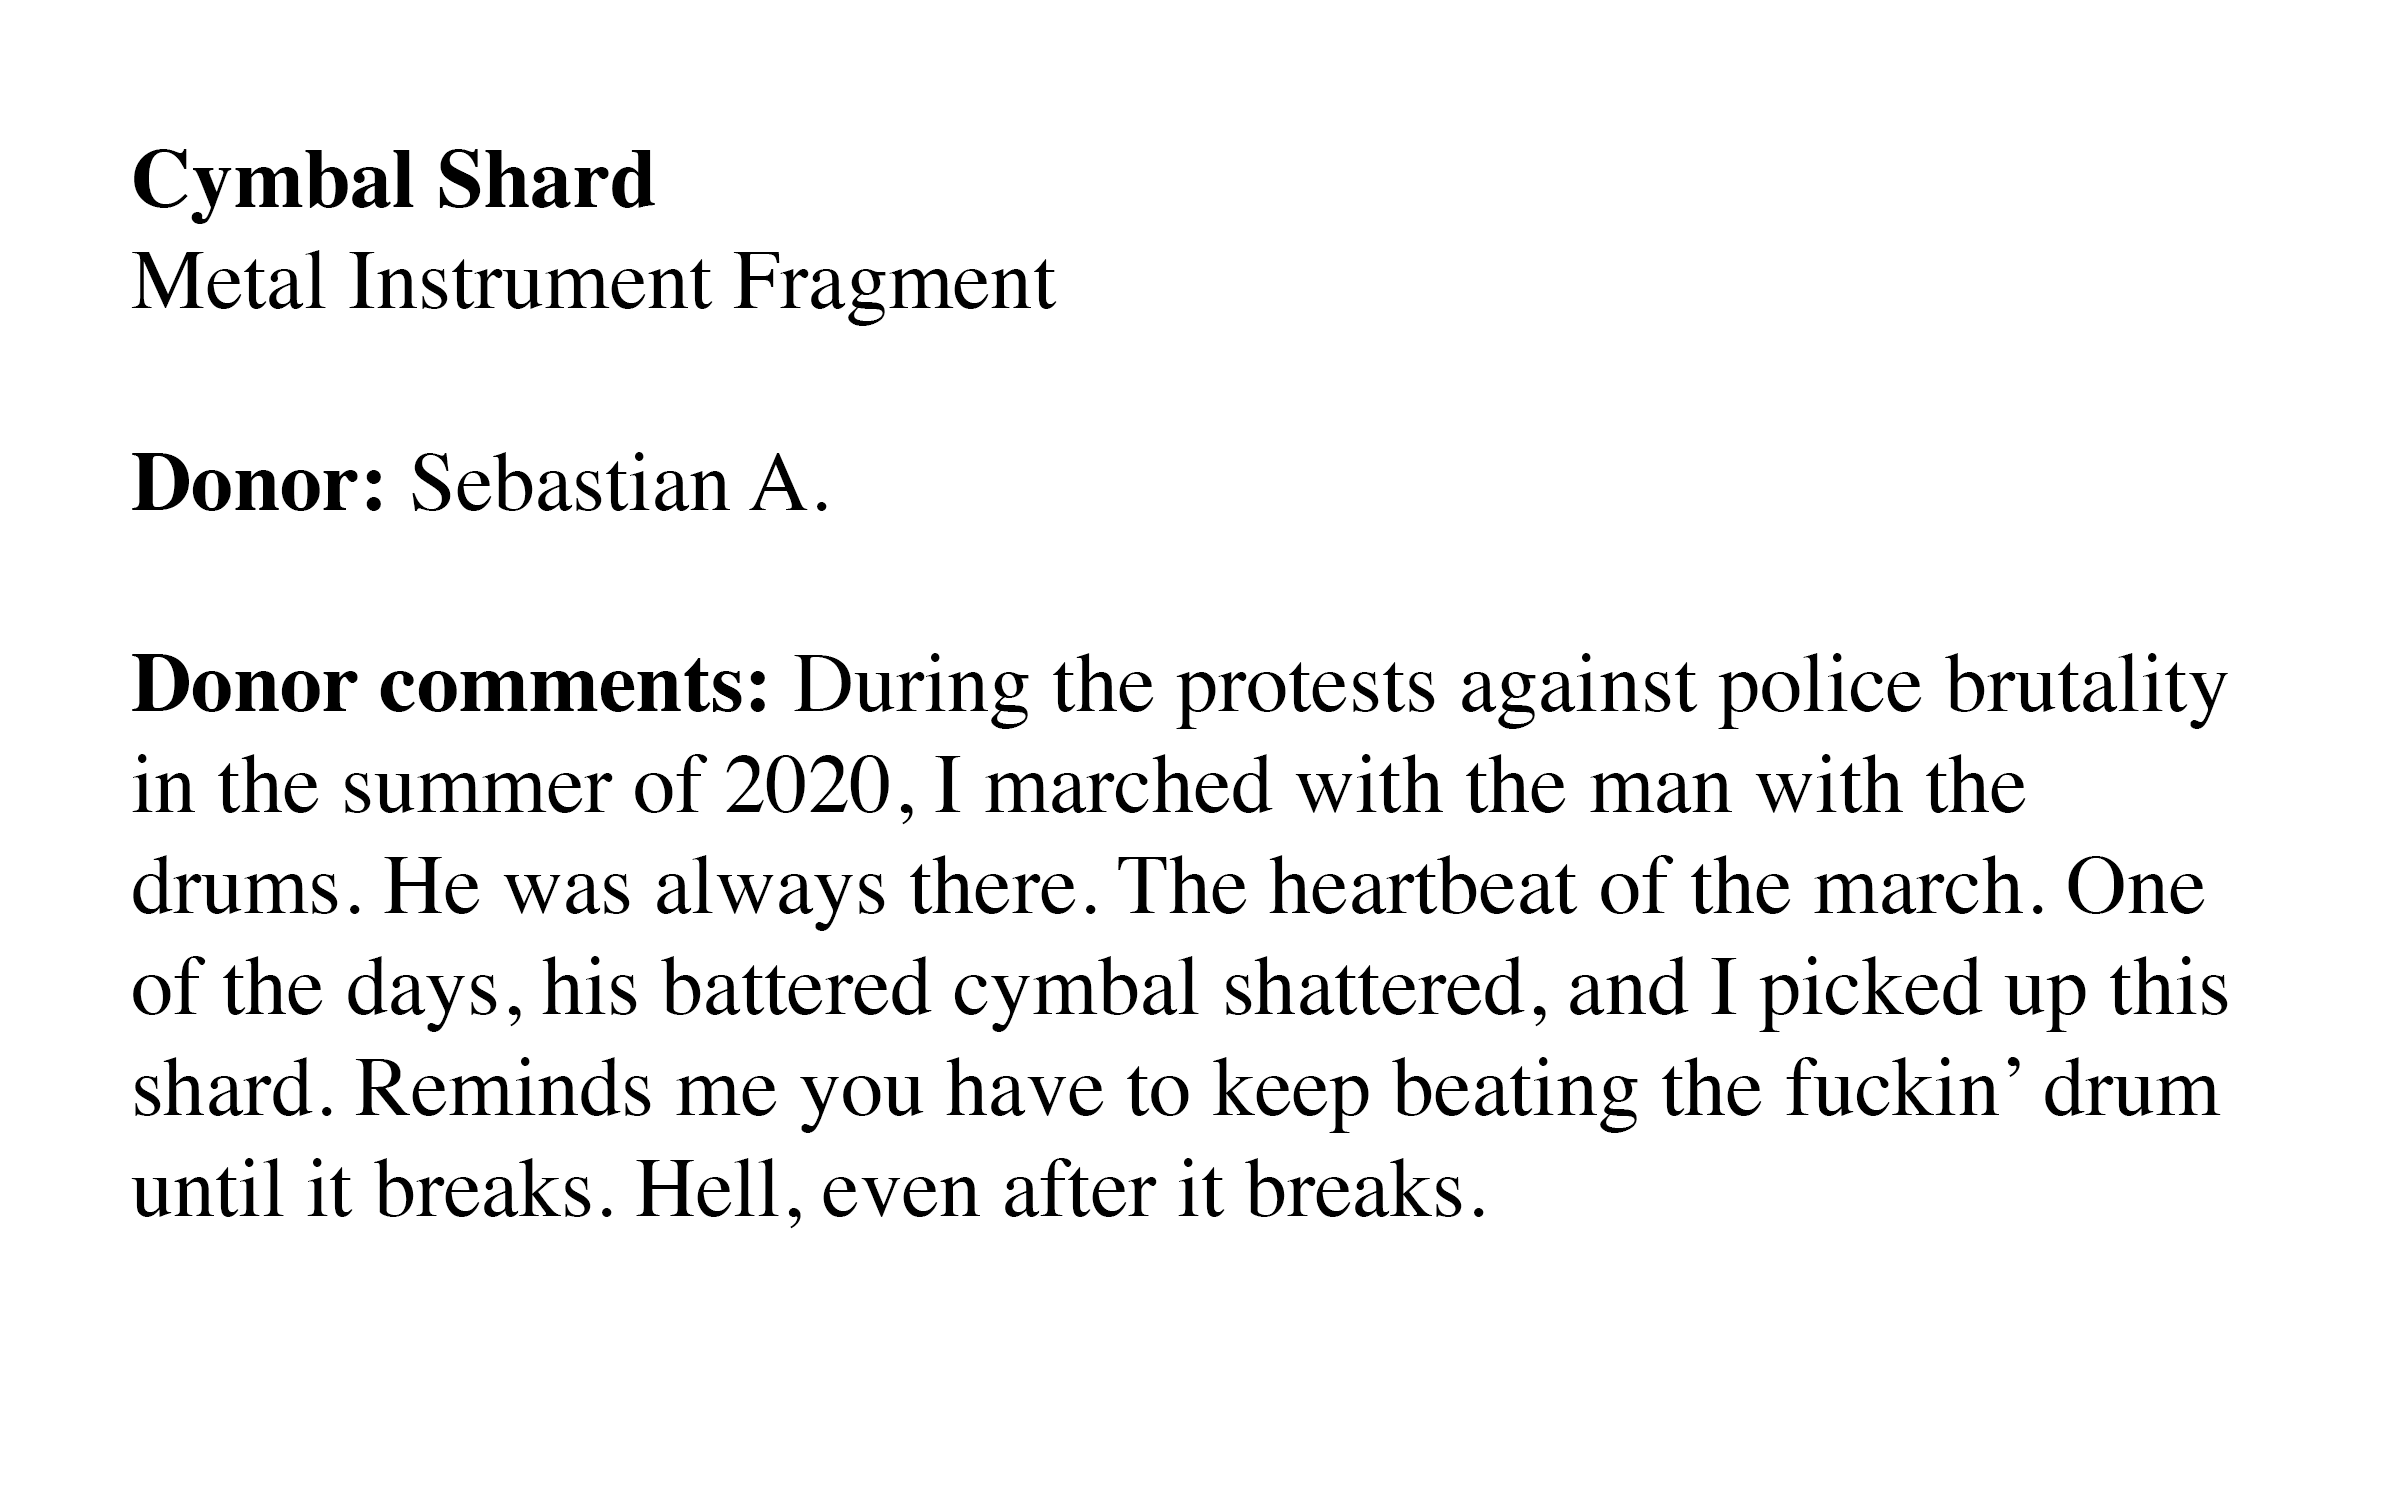 Cymbal Shard
Metal Instrument Fragment
Donor: Sebastian A.
Donor comments: During the protests against police brutality
in the summer of 2020, I marched with the man with the
drums. He was always there. The heartbeat of the march. One
of the days, his battered cymbal shattered, and I picked up this
shard. Reminds me you have to keep beating the fuckin’ drum
until it breaks. Hell, even after it breaks.